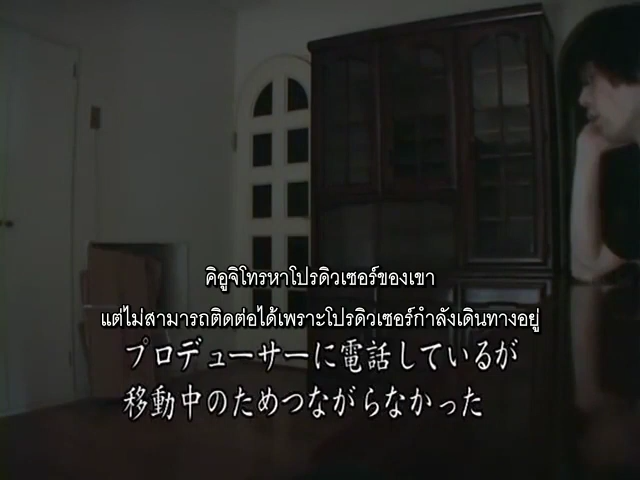 คิอูจิโทรหาโปรดิวเซอร์ของเขา
แต่ไม่สามารถติดต่อได้เพราะโปรดิวเซอร์กำลังเดินทางอยู่
プロデューサーに電話しているが
移動中のためつながらなかった